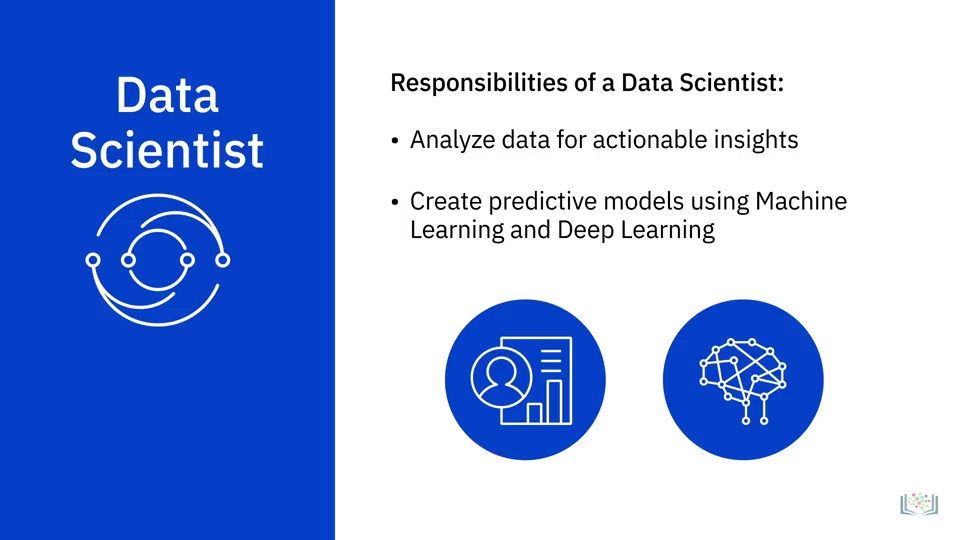 Data
Scientist
Responsibilities of a Data Scientist:
• Analyze data for actionable insights
• Create predictive models using Machine
Learning and Deep Learning